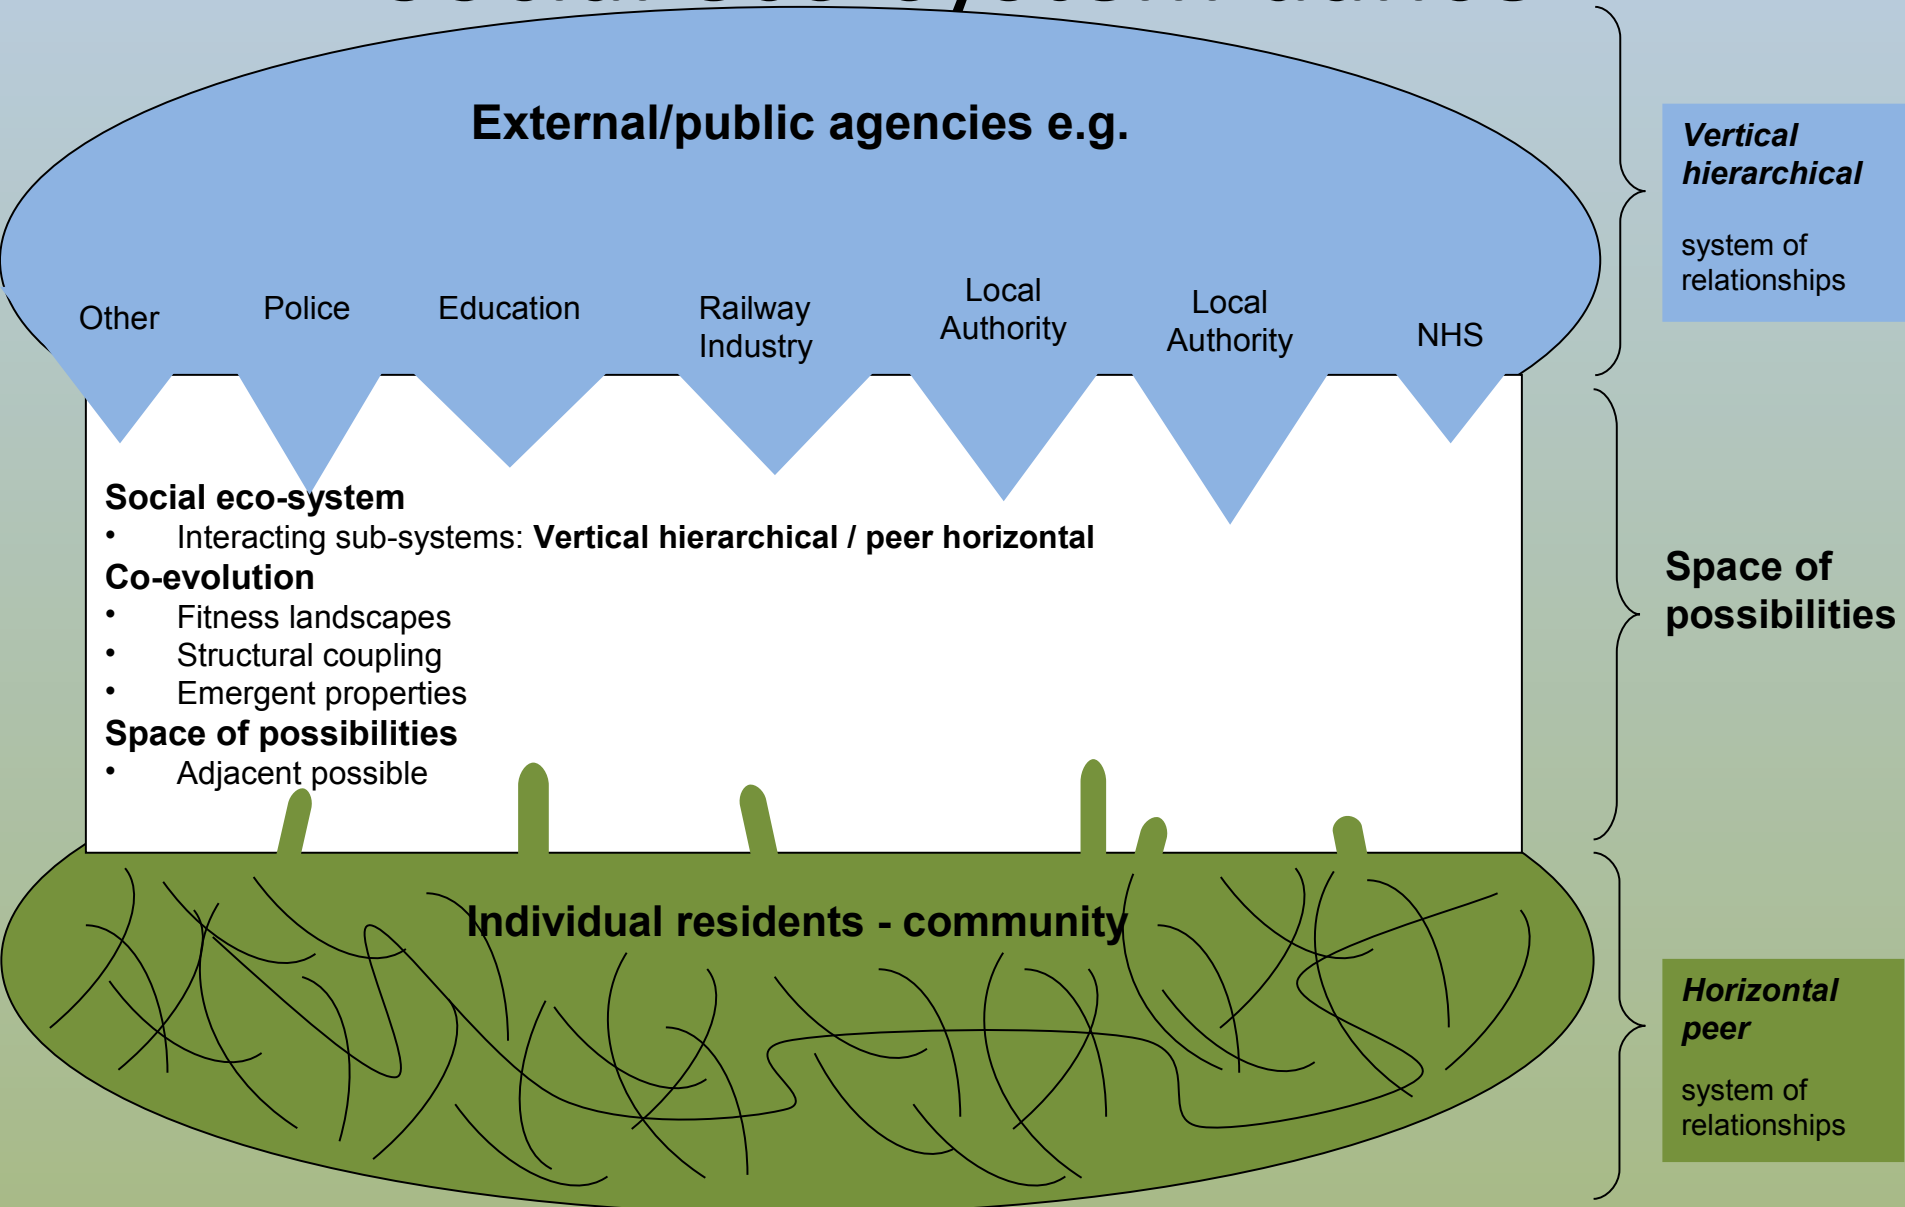 External/public agencies e.g.
Vertical
hierarchical
system of
relationships
Other
Police
Education
Railway
Industry
Local
Authority
Local
Authority
NHS
Social eco-system
• Interacting sub-systems: Vertical hierarchical / peer horizontal
Co-evolution
• Fitness landscapes
• Structural coupling
• Emergent properties
Space of possibilities
• Adjacent possible
Space of
possibilities
Individual residents - community
Horizontal
peer
system of
relationships